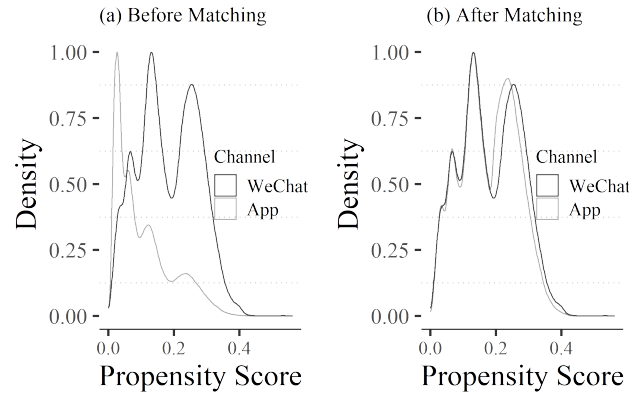 (a) Before Matching
1.00
0.75
0.50
0.25
0.00
Density
Channel
WeChat
App
0.0 0.2 0.4
Propensity Score
(b) After Matching
1.00
0.75
0.50
0.25
0.00
Density
Channel
WeChat
App
0.0 0.2 0.4
Propensity Score